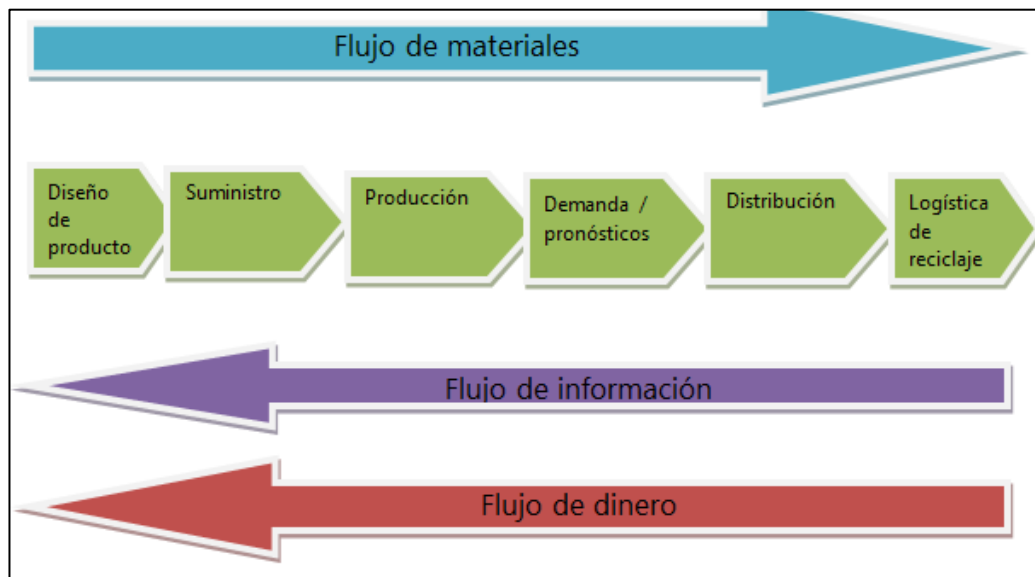 Flujo de materiales
Diseño
de
producto
Suministro
Producción
Demanda /
pronósticos
Distribución
Logística
de
reciclaje
Flujo de información
Flujo de dinero